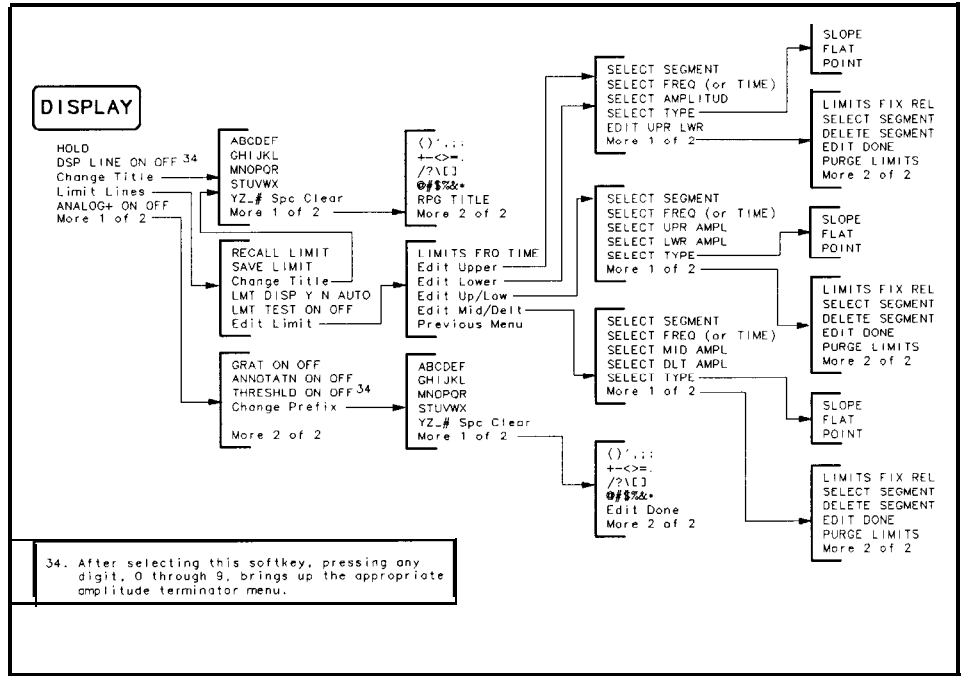 DISPLAY
HOLD
DSP LINE ON OFF 34
Change Title
Limit Lines
ANALOG+ ON OFF
More 1 of 2
ABCDEF
GHIJKL
MNOPQR
STUVWX
YZ_# Spc Clear
More 1 of 2
()',;:
+-<>=.
/?\[]
@#$%&*
RPG TITLE
More 2 of 2
RECALL LIMIT
SAVE LIMIT
Change Title
LMT DISP Y N AUTO
LMT TEST ON OFF
Edit Limit
LIMITS FRQ TIME
Edit Upper
Edit Lower
Edit Up/Low
Edit Mid/Delt
Previous Menu
GRAT ON OFF
ANNOTATN ON OFF
THRESHLD ON OFF 34
Change Prefix
More 2 of 2
ABCDEF
GHIJKL
MNOPQR
STUVWX
YZ_# Spc Clear
More 1 of 2
()',;:
+-<>=.
/?\[]
@#$%&*
Edit Done
More 2 of 2
SELECT SEGMENT
SELECT FREQ (or TIME)
SELECT AMPLITUD
SELECT TYPE
EDIT UPR LWR
More 1 of 2
SLOPE
FLAT
POINT
LIMITS FIX REL
SELECT SEGMENT
DELETE SEGMENT
EDIT DONE
PURGE LIMITS
More 2 of 2
SELECT SEGMENT
SELECT FREQ (or TIME)
SELECT UPR AMPL
SELECT LWR AMPL
SELECT TYPE
More 1 of 2
SLOPE
FLAT
POINT
LIMITS FIX REL
SELECT SEGMENT
DELETE SEGMENT
EDIT DONE
PURGE LIMITS
More 2 of 2
SELECT SEGMENT
SELECT FREQ (or TIME)
SELECT MID AMPL
SELECT DLT AMPL
SELECT TYPE
More 1 of 2
SLOPE
FLAT
POINT
LIMITS FIX REL
SELECT SEGMENT
DELETE SEGMENT
EDIT DONE
PURGE LIMITS
More 2 of 2
34. After selecting this softkey, pressing any
digit, 0 through 9, brings up the appropriate
amplitude terminator menu.